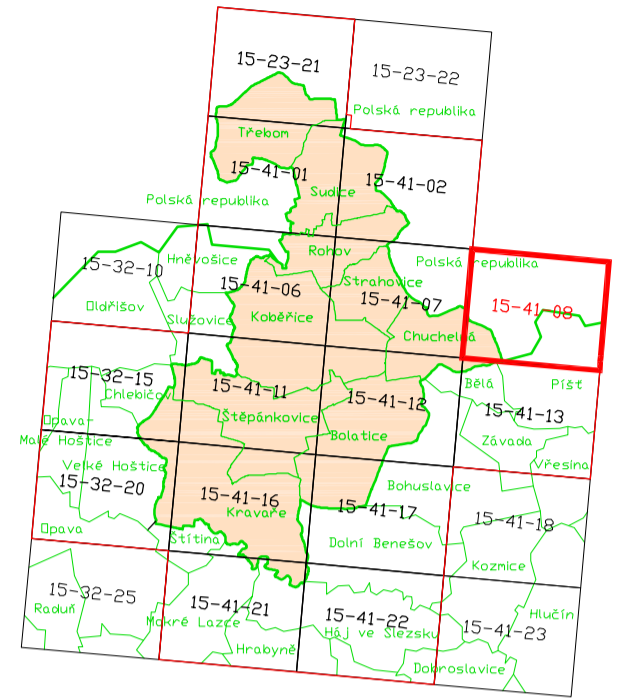 15-23-21
15-23-22
Polská republika
Třebom
15-41-01
15-41-02
Sudice
Polská republika
Rohov
Hněvošice
15-32-10
Polská republika
Strahovice
15-41-06
15-41-07
15-41-08
Oldřišov
Služovice
Kobeřice
Chuchelná
15-32-15
Chlebičov
15-41-11
15-41-12
Bělá
Píšť
15-41-13
Opava-
Malé Hoštice
Štěpánkovice
Bolatice
Závada
Velké Hoštice
Vřesina
15-32-20
15-41-16
Bohuslavice
Kravaře
15-41-17
15-41-18
Opava
Štítina
Dolní Benešov
Kozmice
15-32-25
Raduň
15-41-21
Mokré Lazce
15-41-22
Háj ve Slezsku
15-41-23
Hlučín
Hrabyně
Dobroslavice